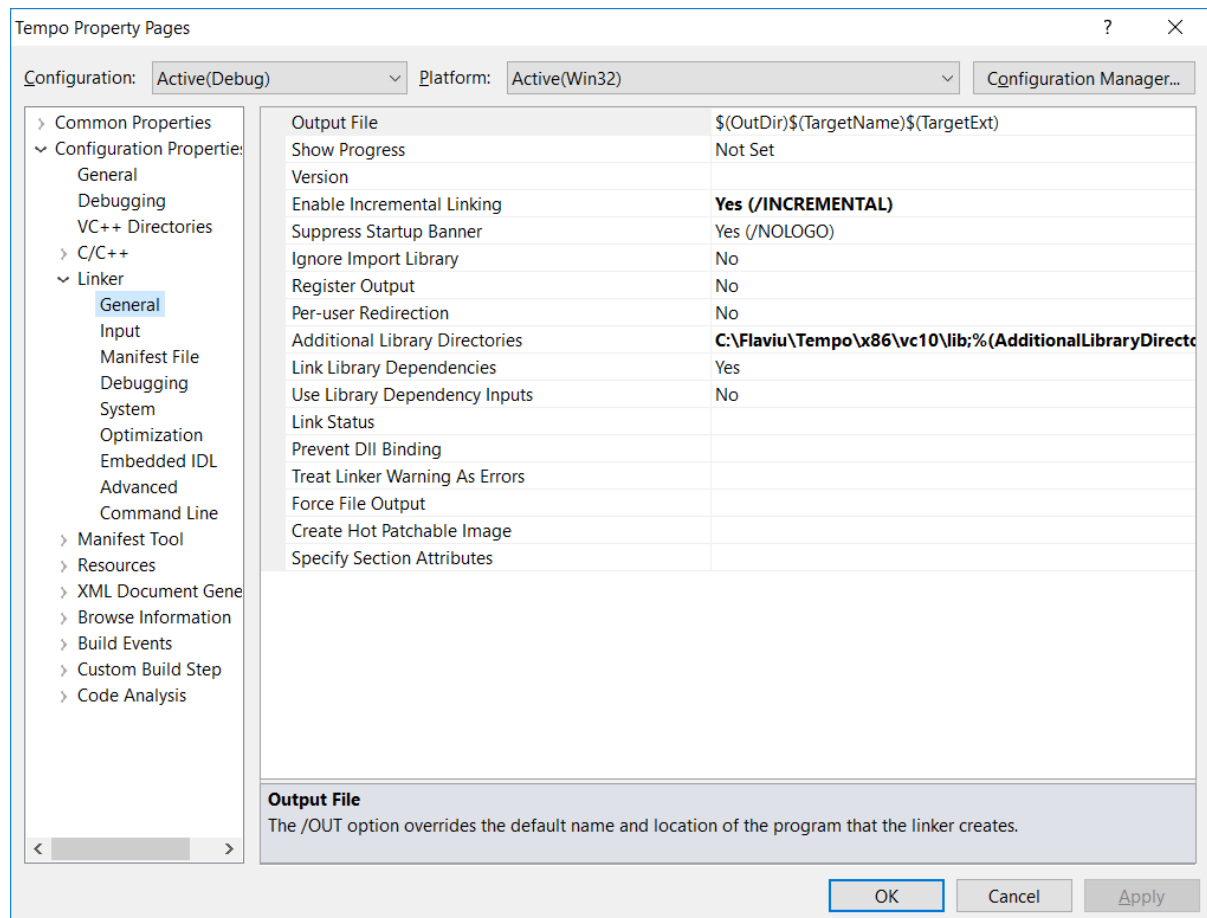 Tempo Property Pages ?
Configuration: Active(Debug) Platform: Active(Win32) Configuration Manager...
Common Properties
Configuration Properties
General
Debugging
VC++ Directories
C/C++
Linker
General
Input
Manifest File
Debugging
System
Optimization
Embedded IDL
Advanced
Command Line
Manifest Tool
Resources
XML Document Gene
Browse Information
Build Events
Custom Build Step
Code Analysis
Output File $(OutDir)$(TargetName)$(TargetExt)
Show Progress Not Set
Version
Enable Incremental Linking Yes (/INCREMENTAL)
Suppress Startup Banner Yes (/NOLOGO)
Ignore Import Library No
Register Output No
Per-user Redirection No
Additional Library Directories C:\Flaviu\Tempo\x86\vc10\lib;%(AdditionalLibraryDirecto
Link Library Dependencies Yes
Use Library Dependency Inputs No
Link Status
Prevent Dll Binding
Treat Linker Warning As Errors
Force File Output
Create Hot Patchable Image
Specify Section Attributes
Output File
The /OUT option overrides the default name and location of the program that the linker creates.
OK Cancel Apply